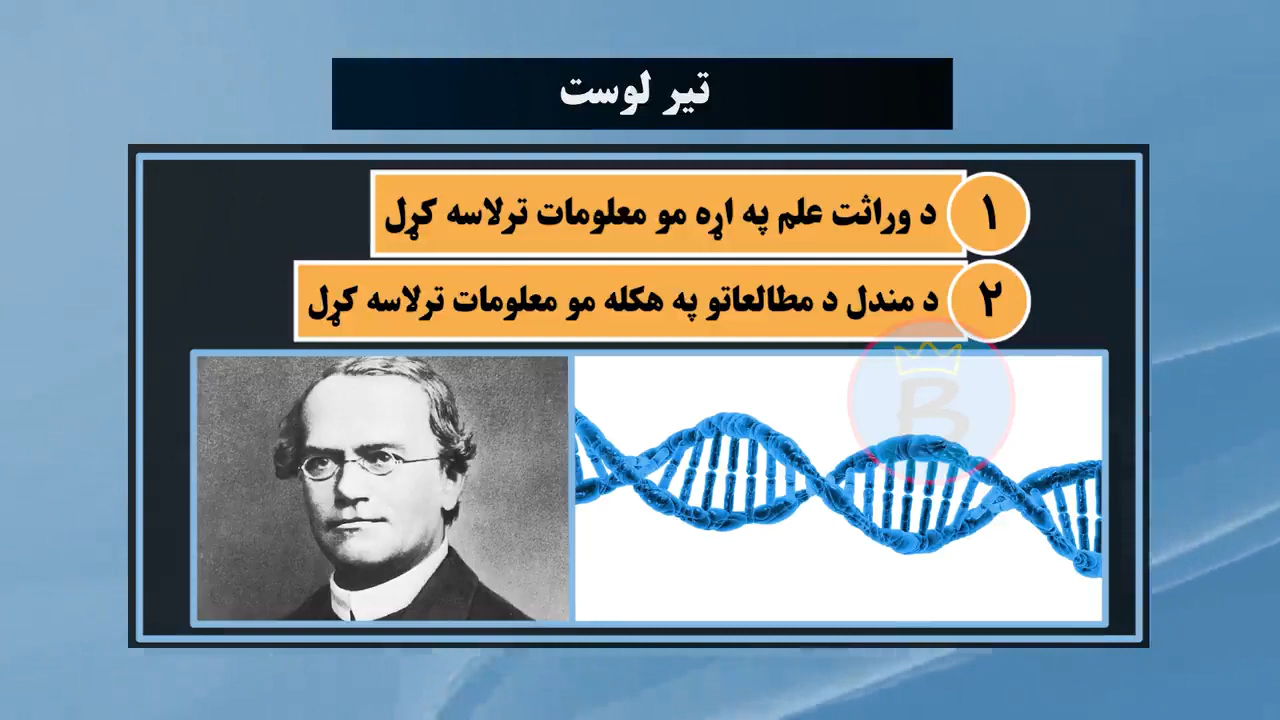 تېر لوست
۱ د وراثت علم په اړه مو معلومات ترلاسه کړل
۲ د مندل د مطالعاتو په هکله مو معلومات ترلاسه کړل
B